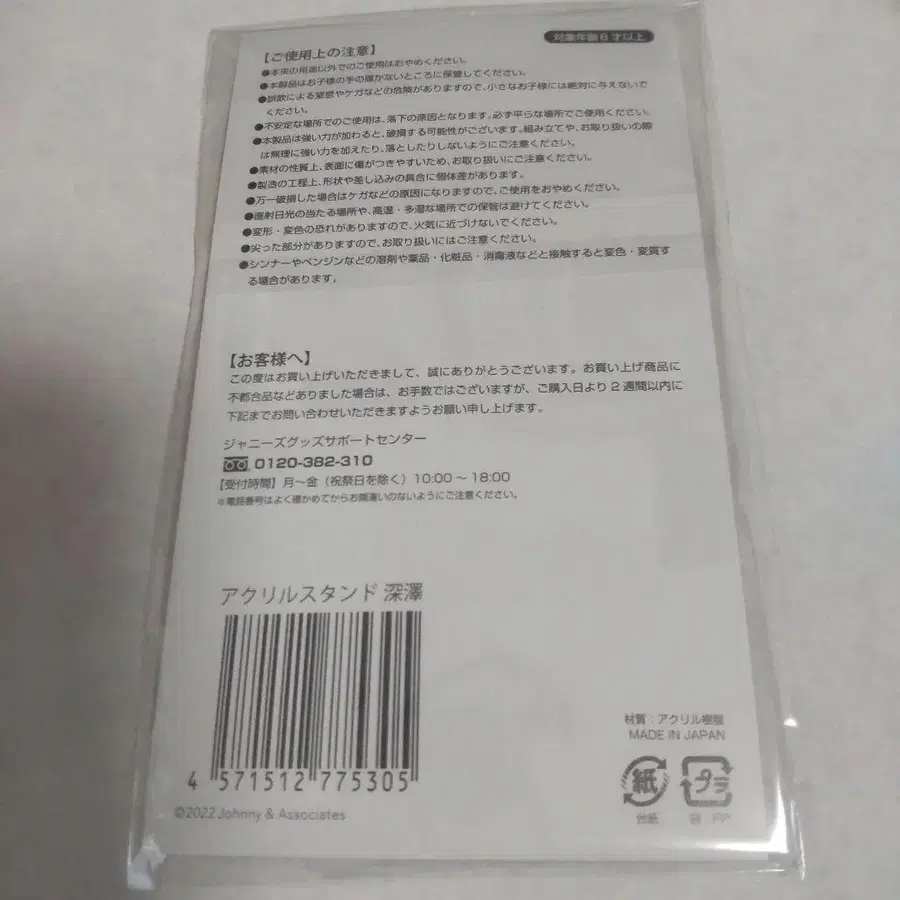 対象年齢6才以上
【ご使用上の注意】
●本来の用途以外でのご使用はおやめください。
●本製品はお子様の手の届かないところに保管してください。
●誤飲による窒息やケガなどの危険がありますので、小さなお子様には絶対に与えないで
ください。
●不安定な場所でのご使用は、落下の原因となります。必ず平らな場所でご使用ください。
●本製品は強い力が加わると、破損する可能性がございます。組み立てや、お取り扱いの際
は無理に強い力を加えたり、落としたりしないようにご注意ください。
●素材の性質上、表面に傷がつきやすいため、お取り扱いにご注意ください。
●製造の工程上、形状や差し込みの具合に個体差があります。
●万一破損した場合はケガなどの原因になりますので、ご使用をおやめください。
●直射日光の当たる場所や、高温・多湿な場所での保管は避けてください。
●変形・変色の恐れがありますので、火気に近づけないでください。
●尖った部分がありますので、お取り扱いにはご注意ください。
●シンナーやベンジンなどの溶剤や薬品・化粧品・消毒液などと接触すると変色・変質す
る場合があります。
【お客様へ】
この度はお買い上げいただきまして、誠にありがとうございます。お買い上げ商品に
不都合品などありました場合は、お手数ではございますが、ご購入日より2週間以内に
下記までお問い合わせいただきますようお願い申し上げます。
ジャニーズグッズサポートセンター
0120-382-310
【受付時間】月～金（祝祭日を除く）10:00～18:00
※電話番号はよく確かめてからお間違いのないようにご注意ください。
アクリルスタンド 深澤
4 571512 775305
©2022 Johnny & Associates
材質：アクリル樹脂
MADE IN JAPAN
紙 プラ
台紙 袋 PP